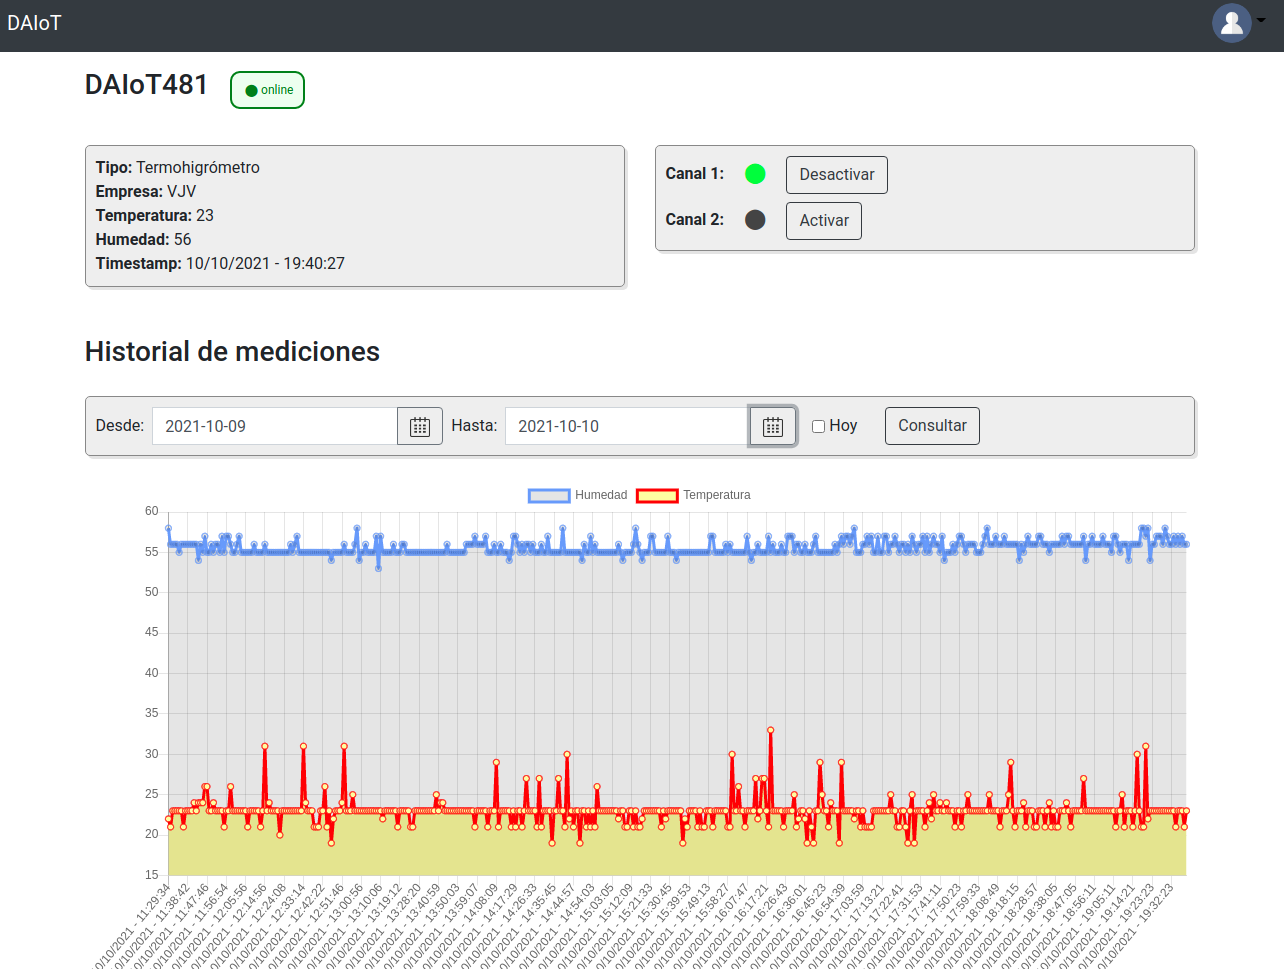 DAIoT
DAIoT481
online
Tipo: Termohigrómetro
Empresa: VJV
Temperatura: 23
Humedad: 56
Timestamp: 10/10/2021 - 19:40:27
Canal 1: Desactivar
Canal 2: Activar
Historial de mediciones
Desde: 2021-10-09 Hasta: 2021-10-10 Hoy Consultar
Humedad Temperatura
60
55
50
45
40
35
30
25
20
15
0/10/2021 - 11:29:34
0/10/2021 - 11:38:42
0/10/2021 - 11:47:46
0/10/2021 - 11:56:54
0/10/2021 - 12:05:56
0/10/2021 - 12:14:56
0/10/2021 - 12:24:08
0/10/2021 - 12:33:14
0/10/2021 - 12:42:22
0/10/2021 - 12:51:46
0/10/2021 - 13:00:56
0/10/2021 - 13:10:06
0/10/2021 - 13:19:12
0/10/2021 - 13:28:20
0/10/2021 - 13:40:59
0/10/2021 - 13:50:03
0/10/2021 - 13:59:07
0/10/2021 - 14:08:09
0/10/2021 - 14:17:29
0/10/2021 - 14:26:33
0/10/2021 - 14:35:45
0/10/2021 - 14:44:57
0/10/2021 - 14:54:03
0/10/2021 - 15:03:05
0/10/2021 - 15:12:09
0/10/2021 - 15:21:33
0/10/2021 - 15:30:45
0/10/2021 - 15:39:53
0/10/2021 - 15:49:13
0/10/2021 - 15:58:27
0/10/2021 - 16:07:47
0/10/2021 - 16:17:21
0/10/2021 - 16:26:43
0/10/2021 - 16:36:01
0/10/2021 - 16:45:23
0/10/2021 - 16:54:39
0/10/2021 - 17:03:59
0/10/2021 - 17:13:21
0/10/2021 - 17:22:41
0/10/2021 - 17:31:53
0/10/2021 - 17:41:11
0/10/2021 - 17:50:23
0/10/2021 - 17:59:33
0/10/2021 - 18:08:49
0/10/2021 - 18:18:15
0/10/2021 - 18:28:57
0/10/2021 - 18:38:05
0/10/2021 - 18:47:05
0/10/2021 - 18:56:11
0/10/2021 - 19:05:11
0/10/2021 - 19:14:21
0/10/2021 - 19:23:23
0/10/2021 - 19:32:23